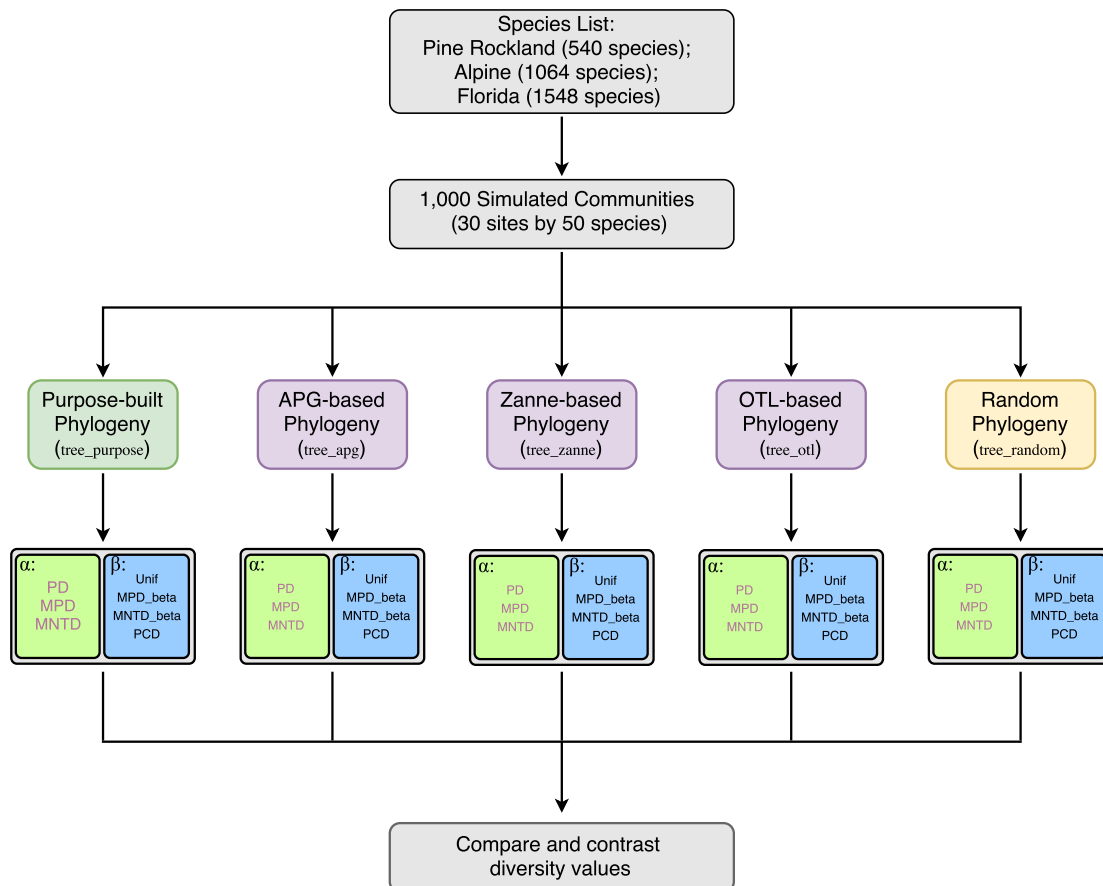 Species List:
Pine Rockland (540 species);
Alpine (1064 species);
Florida (1548 species)
1,000 Simulated Communities
(30 sites by 50 species)
Purpose-built
Phylogeny
(tree_purpose)
APG-based
Phylogeny
(tree_apg)
Zanne-based
Phylogeny
(tree_zanne)
OTL-based
Phylogeny
(tree_otl)
Random
Phylogeny
(tree_random)
α:
PD
MPD
MNTD
β:
Unif
MPD_beta
MNTD_beta
PCD
α:
PD
MPD
MNTD
β:
Unif
MPD_beta
MNTD_beta
PCD
α:
PD
MPD
MNTD
β:
Unif
MPD_beta
MNTD_beta
PCD
α:
PD
MPD
MNTD
β:
Unif
MPD_beta
MNTD_beta
PCD
α:
PD
MPD
MNTD
β:
Unif
MPD_beta
MNTD_beta
PCD
Compare and contrast
diversity values